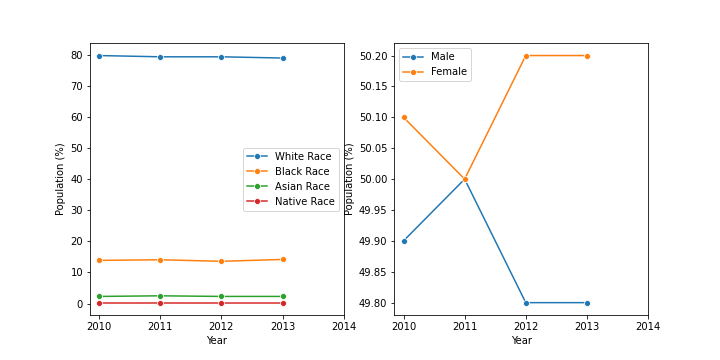 80
70
60
50
40
30
20
10
0
Population (%)
2010 2011 2012 2013 2014
Year
White Race
Black Race
Asian Race
Native Race
50.20
50.15
50.10
50.05
50.00
49.95
49.90
49.85
49.80
Population (%)
2010 2011 2012 2013 2014
Year
Male
Female